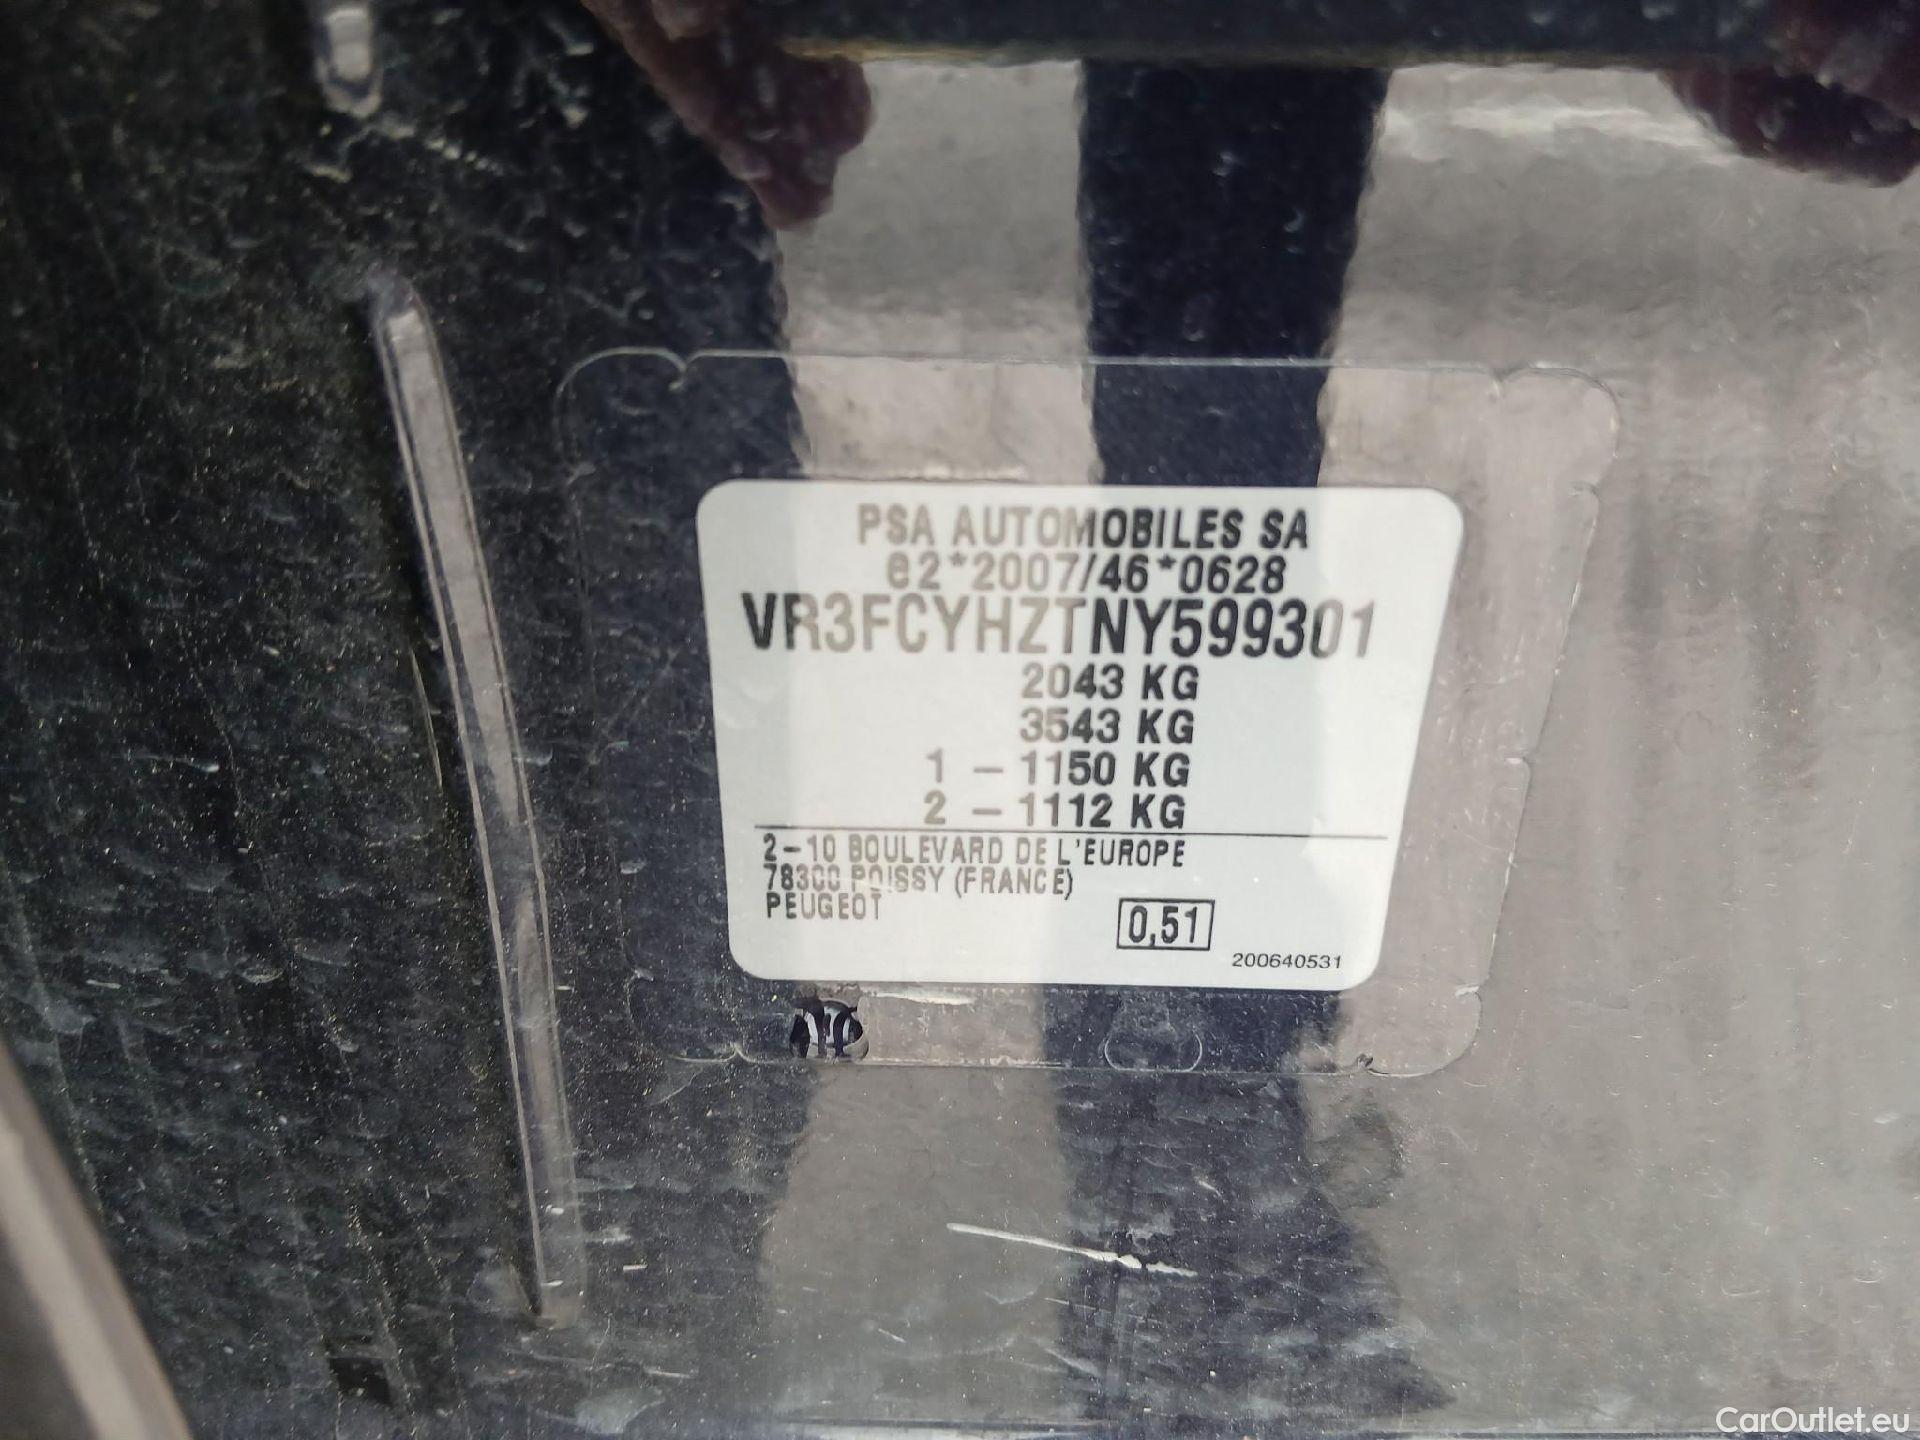 PSA AUTOMOBILES SA
e2*2007/46*0628
VR3FCYHZTNY599301
2043 KG
3543 KG
1 - 1150 KG
2 - 1112 KG
2-10 BOULEVARD DE L'EUROPE
78300 POISSY (FRANCE)
PEUGEOT
0,51
200640531
CarOutlet.eu